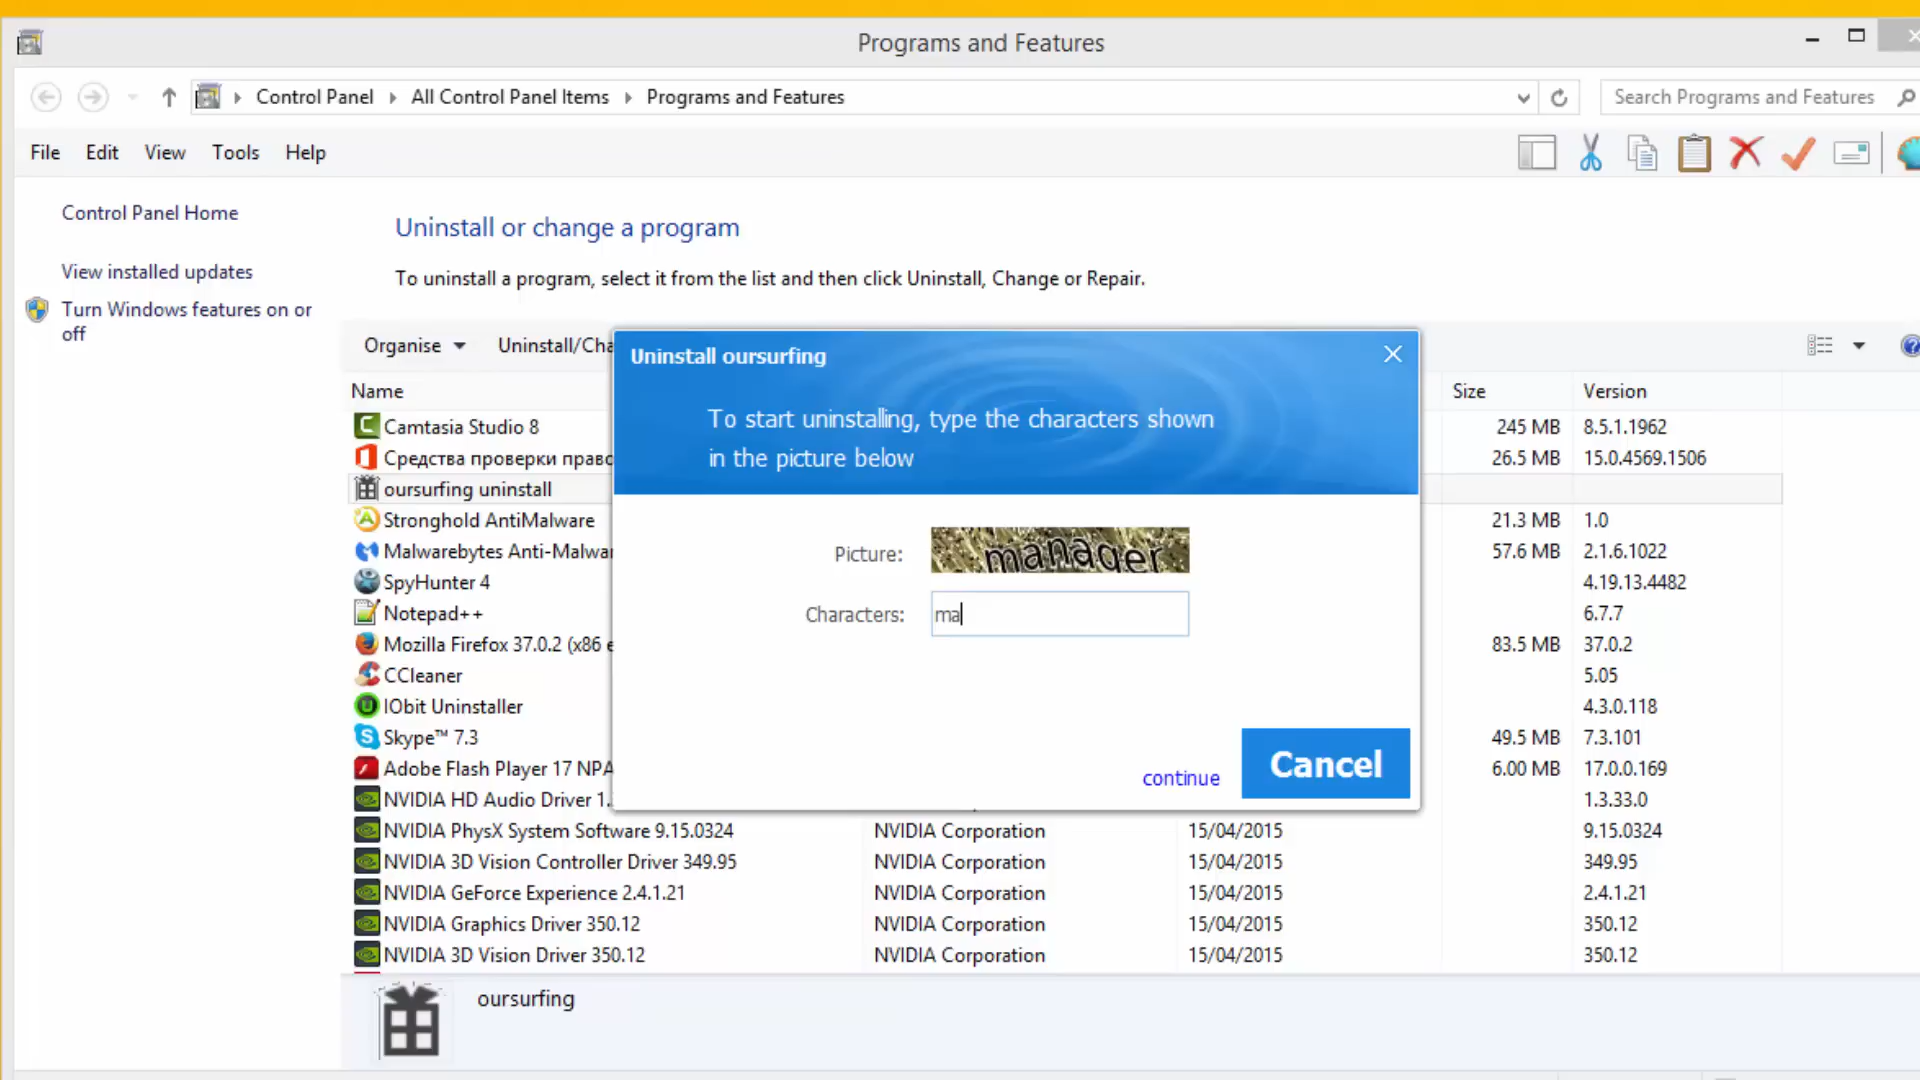 Programs and Features
Control Panel All Control Panel Items Programs and Features Search Programs and Features
File Edit View Tools Help
Control Panel Home
View installed updates
Turn Windows features on or
off
Uninstall or change a program
To uninstall a program, select it from the list and then click Uninstall, Change or Repair.
Organise Uninstall/Cha
Name Size Version
Camtasia Studio 8 245 MB 8.5.1.1962
Средства проверки право 26.5 MB 15.0.4569.1506
oursurfing uninstall
Stronghold AntiMalware 21.3 MB 1.0
Malwarebytes Anti-Malwar 57.6 MB 2.1.6.1022
SpyHunter 4 4.19.13.4482
Notepad++ 6.7.7
Mozilla Firefox 37.0.2 (x86 e 83.5 MB 37.0.2
CCleaner 5.05
IObit Uninstaller 4.3.0.118
Skype™ 7.3 49.5 MB 7.3.101
Adobe Flash Player 17 NPA 6.00 MB 17.0.0.169
NVIDIA HD Audio Driver 1. 1.3.33.0
NVIDIA PhysX System Software 9.15.0324 NVIDIA Corporation 15/04/2015 9.15.0324
NVIDIA 3D Vision Controller Driver 349.95 NVIDIA Corporation 15/04/2015 349.95
NVIDIA GeForce Experience 2.4.1.21 NVIDIA Corporation 15/04/2015 2.4.1.21
NVIDIA Graphics Driver 350.12 NVIDIA Corporation 15/04/2015 350.12
NVIDIA 3D Vision Driver 350.12 NVIDIA Corporation 15/04/2015 350.12
Uninstall oursurfing
To start uninstalling, type the characters shown
in the picture below
Picture: manager
Characters: ma
continue Cancel
oursurfing